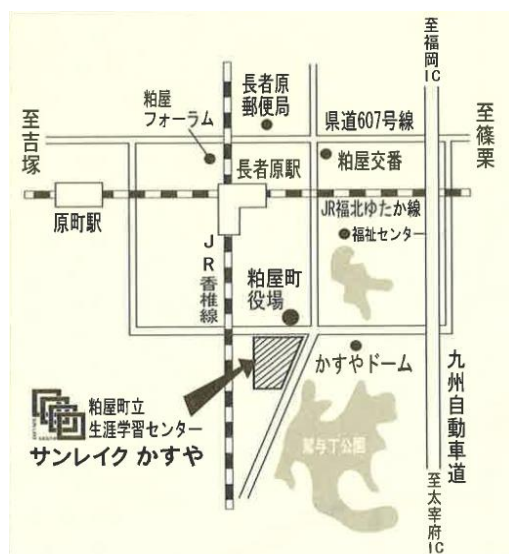 至福岡IC
長者原
郵便局
粕屋
フォーラム
県道607号線
至吉塚
至篠栗
粕屋交番
長者原駅
原町駅
JR福北ゆたか線
福祉センター
JR香椎線
粕屋町
役場
かすやドーム
九州自動車道
粕屋町立
生涯学習センター
サンレイク かすや
駕与丁公園
至太宰府IC